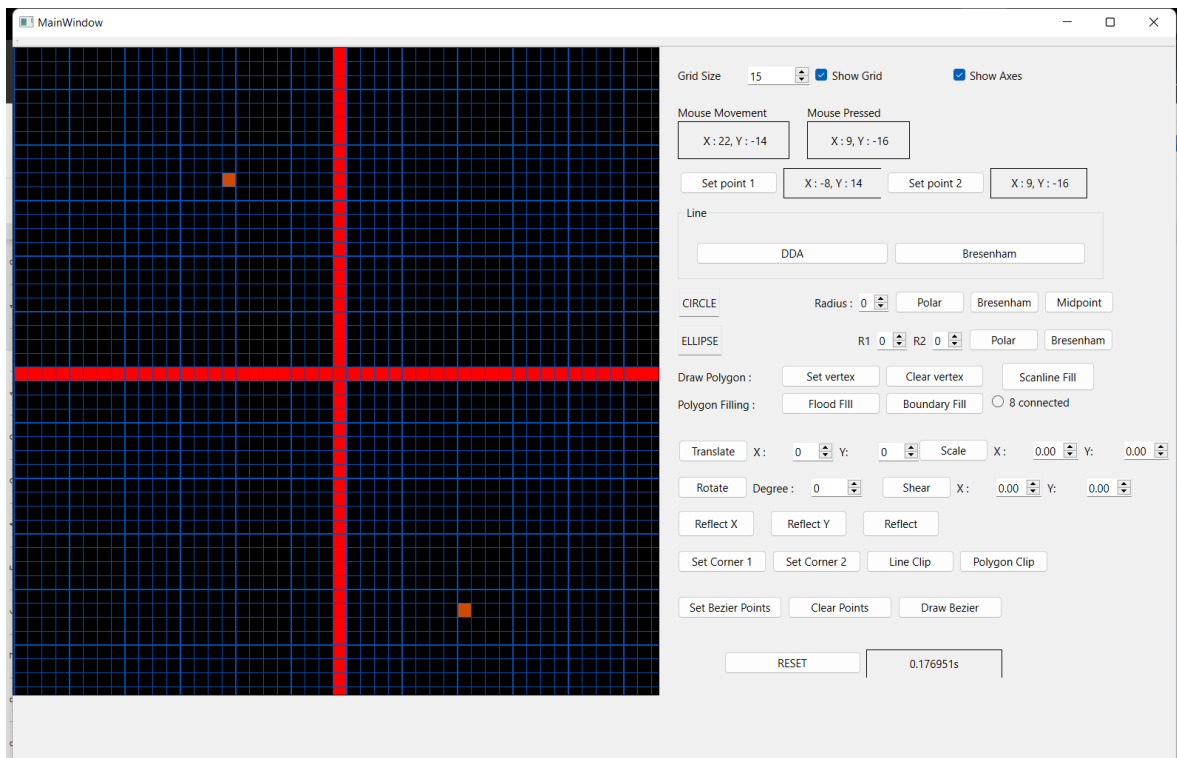 MainWindow
Grid Size 15 Show Grid Show Axes
Mouse Movement Mouse Pressed
X : 22, Y : -14 X : 9, Y : -16
Set point 1 X : -8, Y : 14 Set point 2 X : 9, Y : -16
Line
DDA Bresenham
CIRCLE Radius : 0 Polar Bresenham Midpoint
ELLIPSE R1 0 R2 0 Polar Bresenham
Draw Polygon : Set vertex Clear vertex Scanline Fill
Polygon Filling : Flood FIll Boundary Fill 8 connected
Translate X : 0 Y: 0 Scale X : 0.00 Y: 0.00
Rotate Degree : 0 Shear X : 0.00 Y: 0.00
Reflect X Reflect Y Reflect
Set Corner 1 Set Corner 2 Line Clip Polygon Clip
Set Bezier Points Clear Points Draw Bezier
RESET 0.176951s